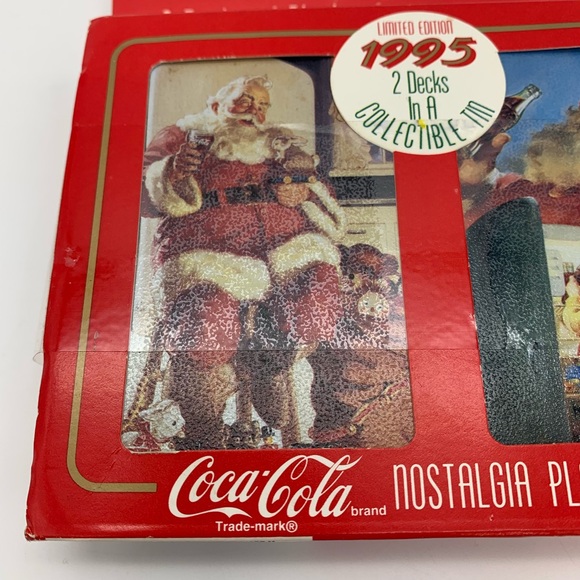 LIMITED EDITION
1995
2 Decks
In A
COLLECTIBLE TIN
Coca-Cola brand
Trade-mark®
NOSTALGIA PL